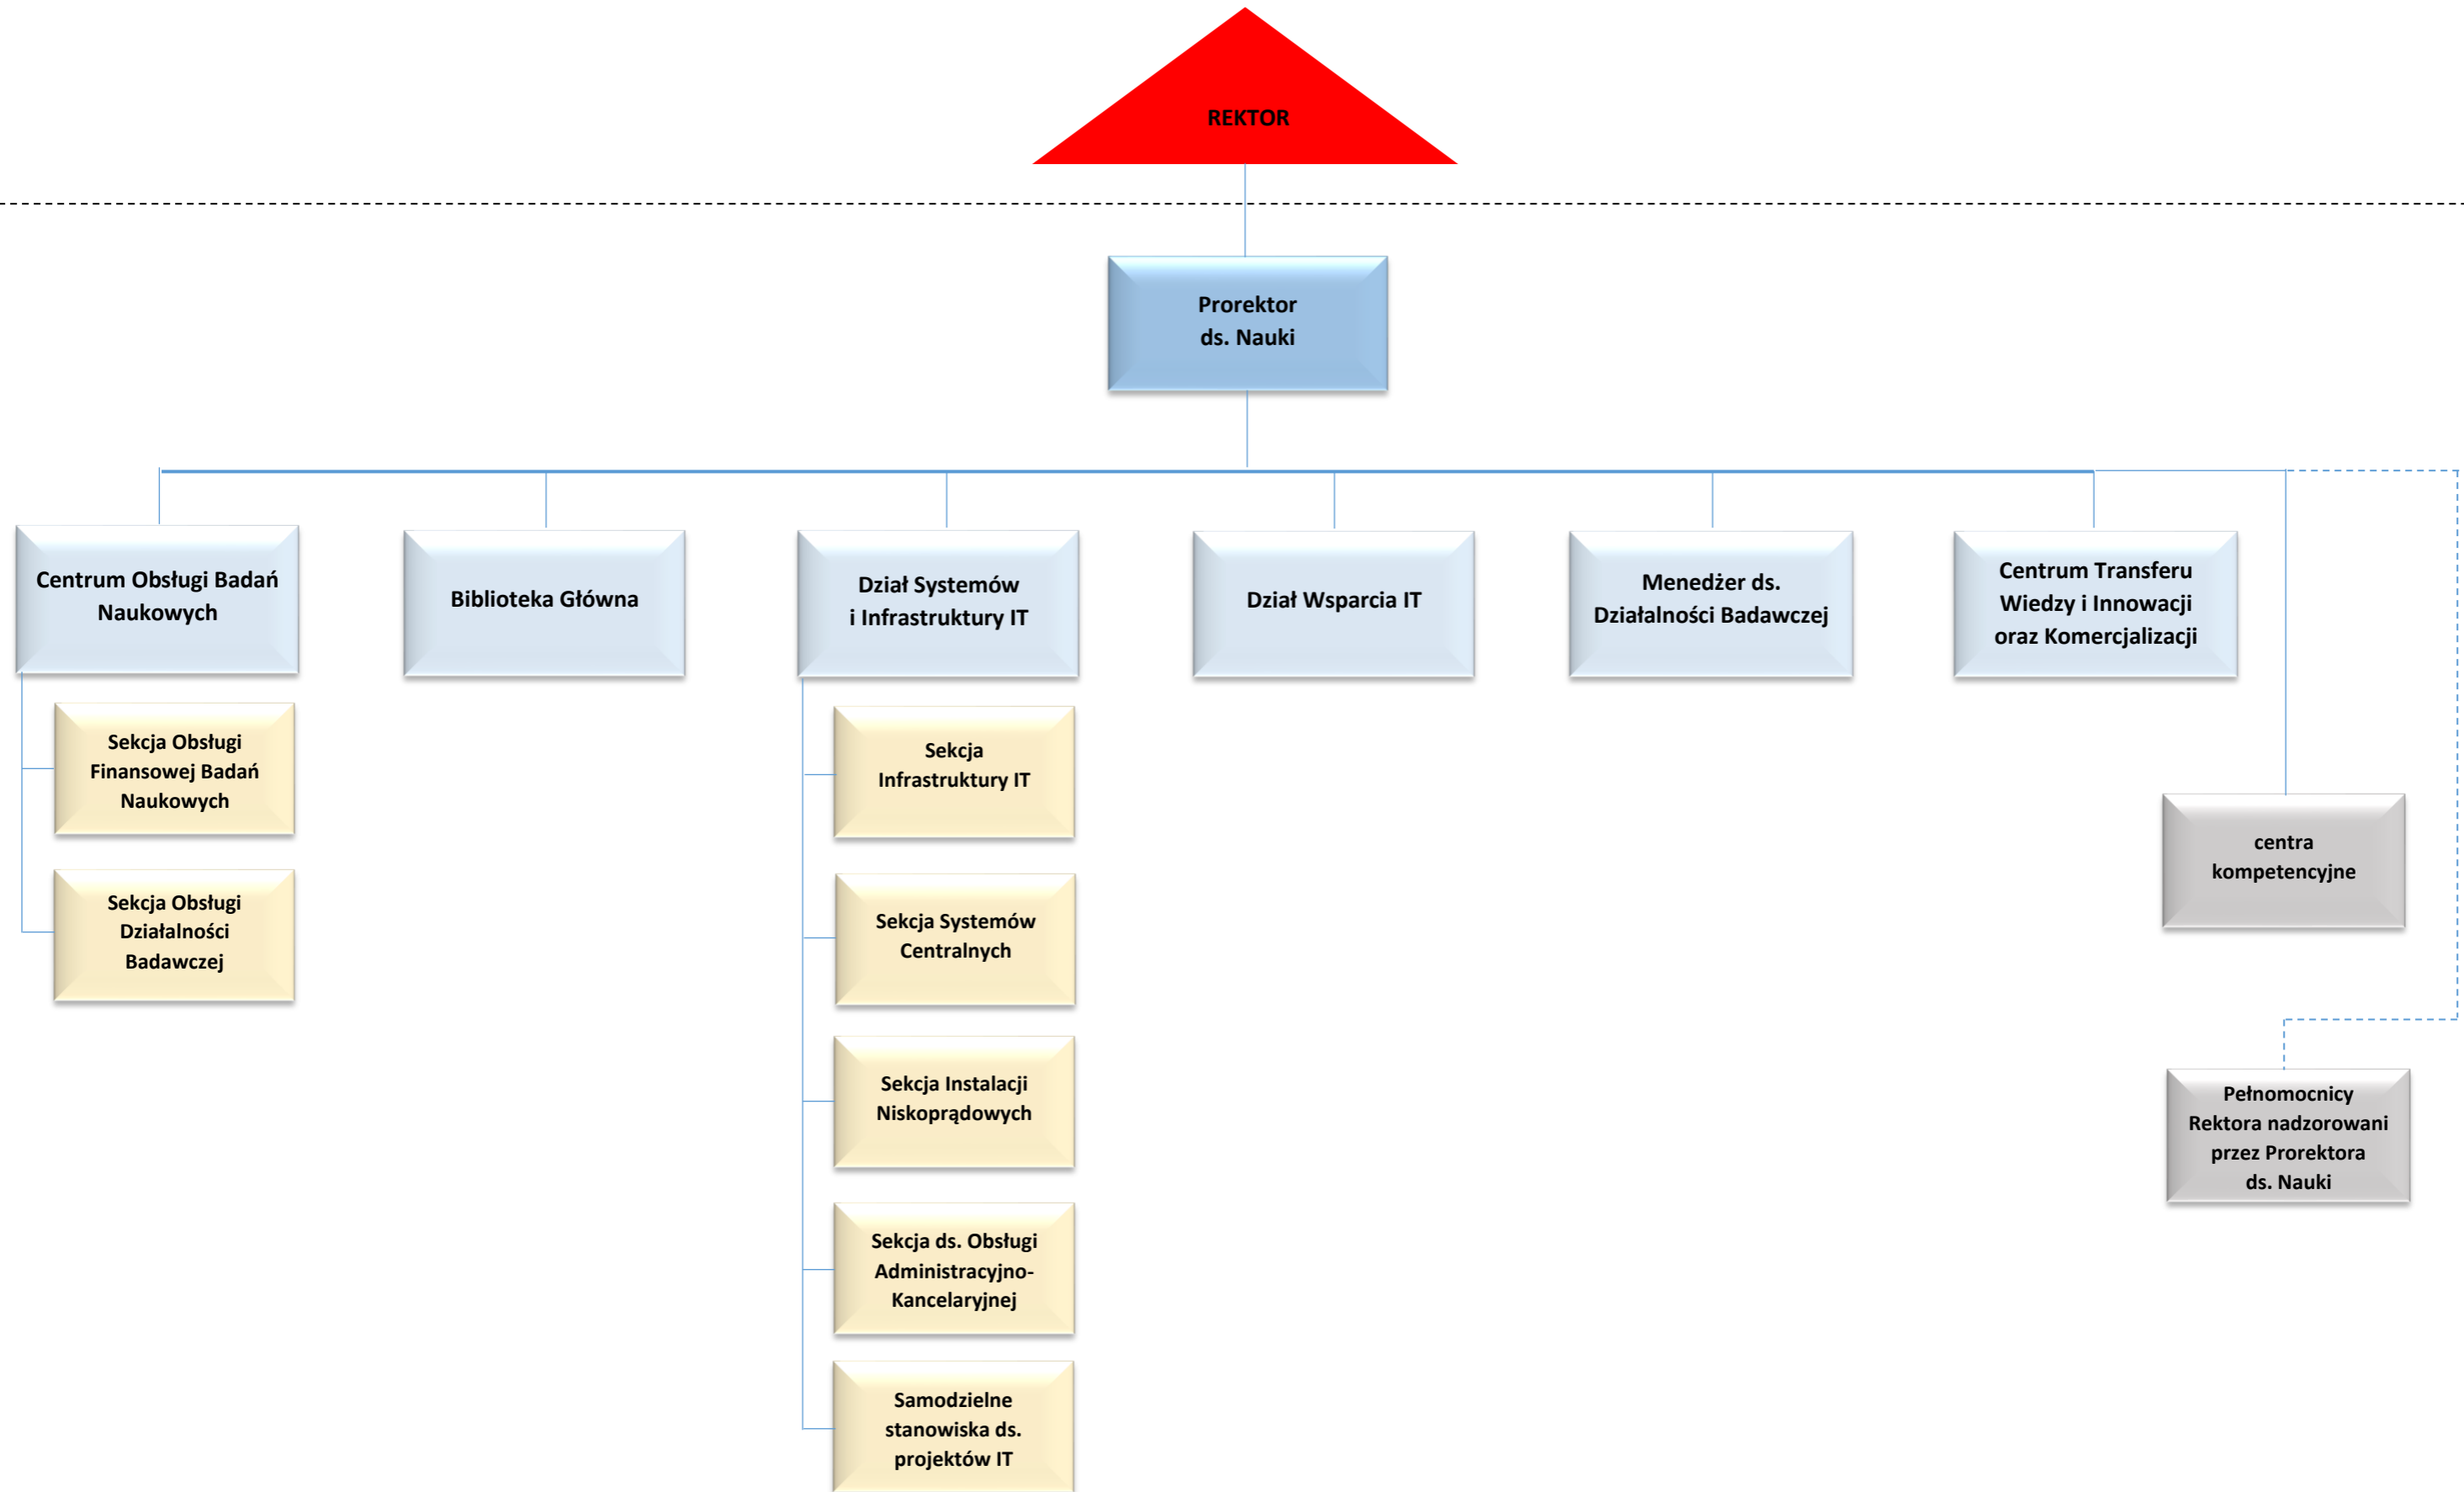 REKTOR
Prorektor
ds. Nauki
Centrum Obsługi Badań
Naukowych
Biblioteka Główna
Dział Systemów
i Infrastruktury IT
Dział Wsparcia IT
Menedżer ds.
Działalności Badawczej
Centrum Transferu
Wiedzy i Innowacji
oraz Komercjalizacji
Sekcja Obsługi
Finansowej Badań
Naukowych
Sekcja Obsługi
Działalności
Badawczej
Sekcja
Infrastruktury IT
Sekcja Systemów
Centralnych
Sekcja Instalacji
Niskoprądowych
Sekcja ds. Obsługi
Administracyjno-
Kancelaryjnej
Samodzielne
stanowiska ds.
projektów IT
centra
kompetencyjne
Pełnomocnicy
Rektora nadzorowani
przez Prorektora
ds. Nauki